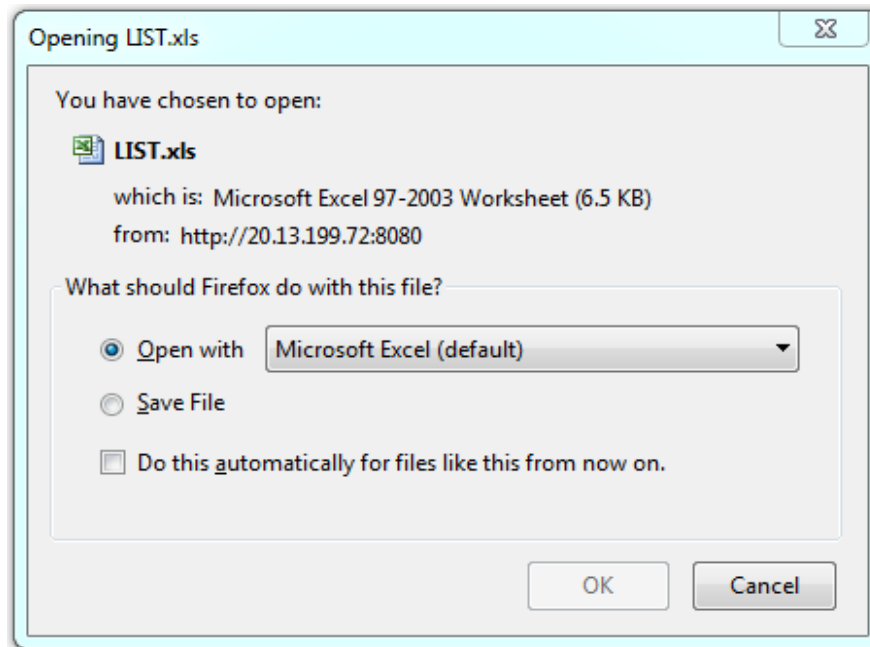 Opening LIST.xls
You have chosen to open:
LIST.xls
which is: Microsoft Excel 97-2003 Worksheet (6.5 KB)
from: http://20.13.199.72:8080
What should Firefox do with this file?
Open with Microsoft Excel (default)
Save File
Do this automatically for files like this from now on.
OK Cancel